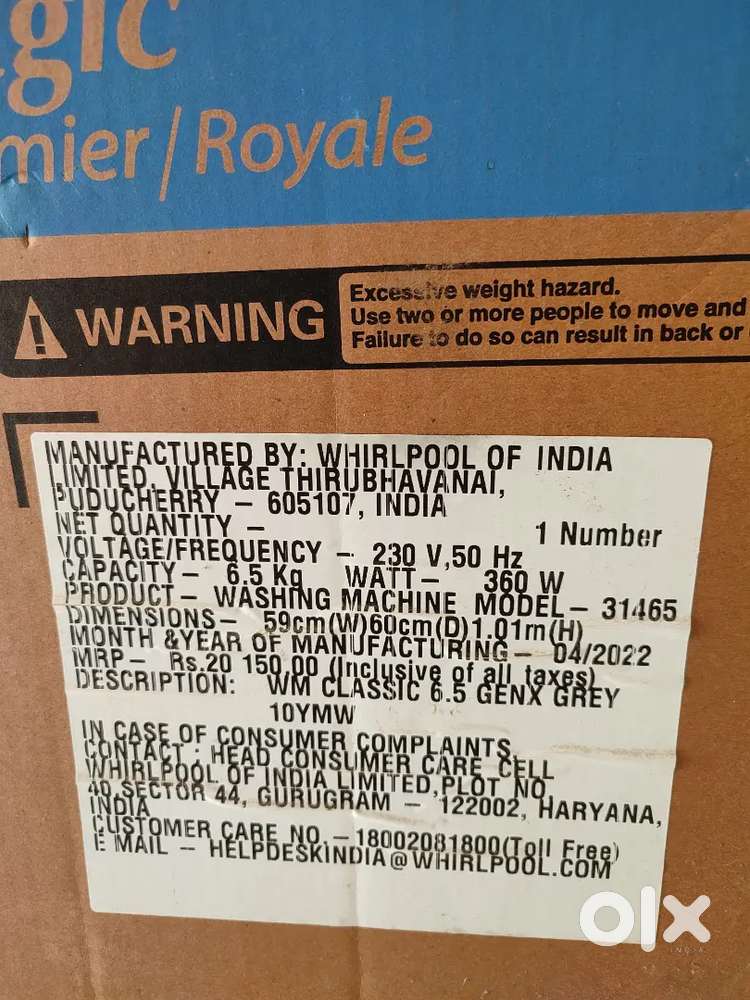 gic
mier/Royale
WARNING
Excessive weight hazard.
Use two or more people to move and
Failure to do so can result in back or
MANUFACTURED BY: WHIRLPOOL OF INDIA
LIMITED, VILLAGE THIRUBHAVANAI,
PUDUCHERRY - 605107, INDIA
NET QUANTITY - 1 Number
VOLTAGE/FREQUENCY - 230 V,50 Hz
CAPACITY- 6.5 Kg WATT- 360 W
PRODUCT- WASHING MACHINE MODEL- 31465
DIMENSIONS- 59cm(W)60cm(D)1.01m(H)
MONTH &YEAR OF MANUFACTURING- 04/2022
MRP- Rs.20 150.00 (Inclusive of all taxes)
DESCRIPTION: WM CLASSIC 6.5 GENX GREY
10YMW
IN CASE OF CONSUMER COMPLAINTS,
CONTACT : HEAD CONSUMER CARE CELL
WHIRLPOOL OF INDIA LIMITED,PLOT NO.
40 SECTOR 44, GURUGRAM - 122002, HARYANA,
INDIA
CUSTOMER CARE NO.-18002081800(Toll Free)
E MAIL - HELPDESKINDIA@WHIRLPOOL.COM
olx
INDIA